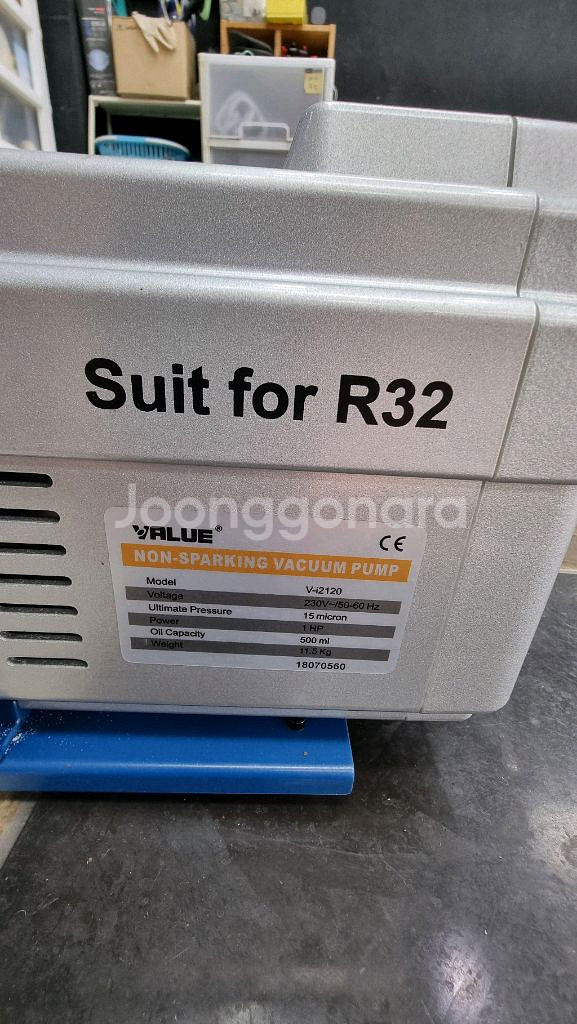 Suit for R32
Joonggonara
VALUE®
CE
NON-SPARKING VACUUM PUMP
Model V-i2120
Voltage 230V~/50-60 Hz
Ultimate Pressure 15 micron
Power 1 HP
Oil Capacity 500 ml
Weight 11.5 Kg
18070560